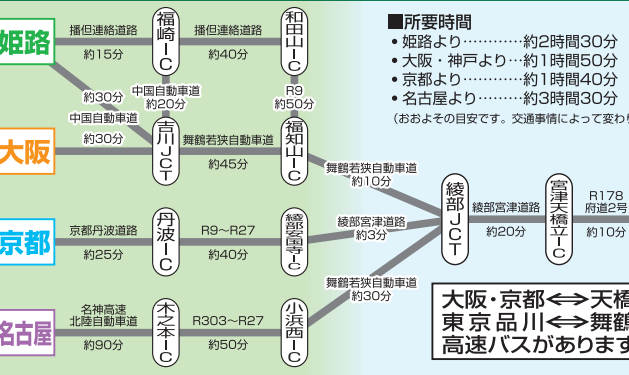 播但連絡道路
播但連絡道路
姫路
福崎IC
和田山IC
約15分
約40分
中国自動車道
約20分
R9
約50分
約30分
中国自動車道
大阪
約30分
吉川JCT
舞鶴若狭自動車道
約45分
福知山IC
舞鶴若狭自動車道
約10分
京都
京都丹波道路
約25分
丹波IC
R9〜R27
約40分
綾部安国寺IC
綾部宮津道路
約3分
綾部JCT
綾部宮津道路
約20分
宮津天橋立IC
R178
府道2号
約10分
名古屋
名神高速
北陸自動車道
約90分
木之本IC
R303〜R27
約50分
小浜西IC
舞鶴若狭自動車道
約30分
■所要時間
●姫路より…………約2時間30分
●大阪・神戸より…約1時間50分
●京都より…………約1時間40分
●名古屋より………約3時間30分
（おおよその目安です。交通事情によって変わり
大阪・京都⇔天橋
東京品川⇔舞鶴
高速バスがあります